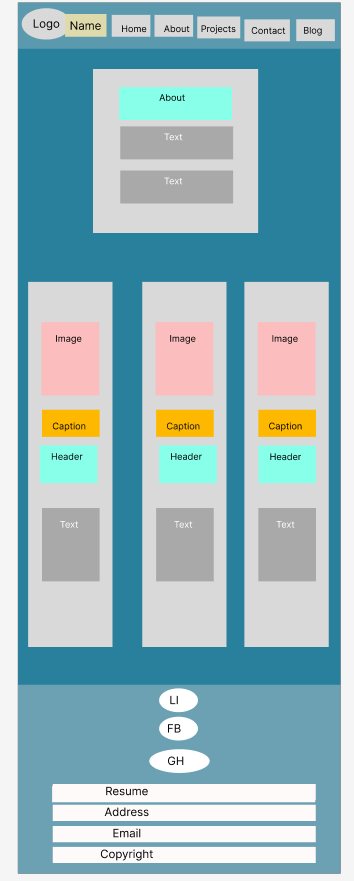 Logo Name Home About Projects Contact Blog
About
Text
Text
Image Image Image
Caption Caption Caption
Header Header Header
Text Text Text
LI
FB
GH
Resume
Address
Email
Copyright